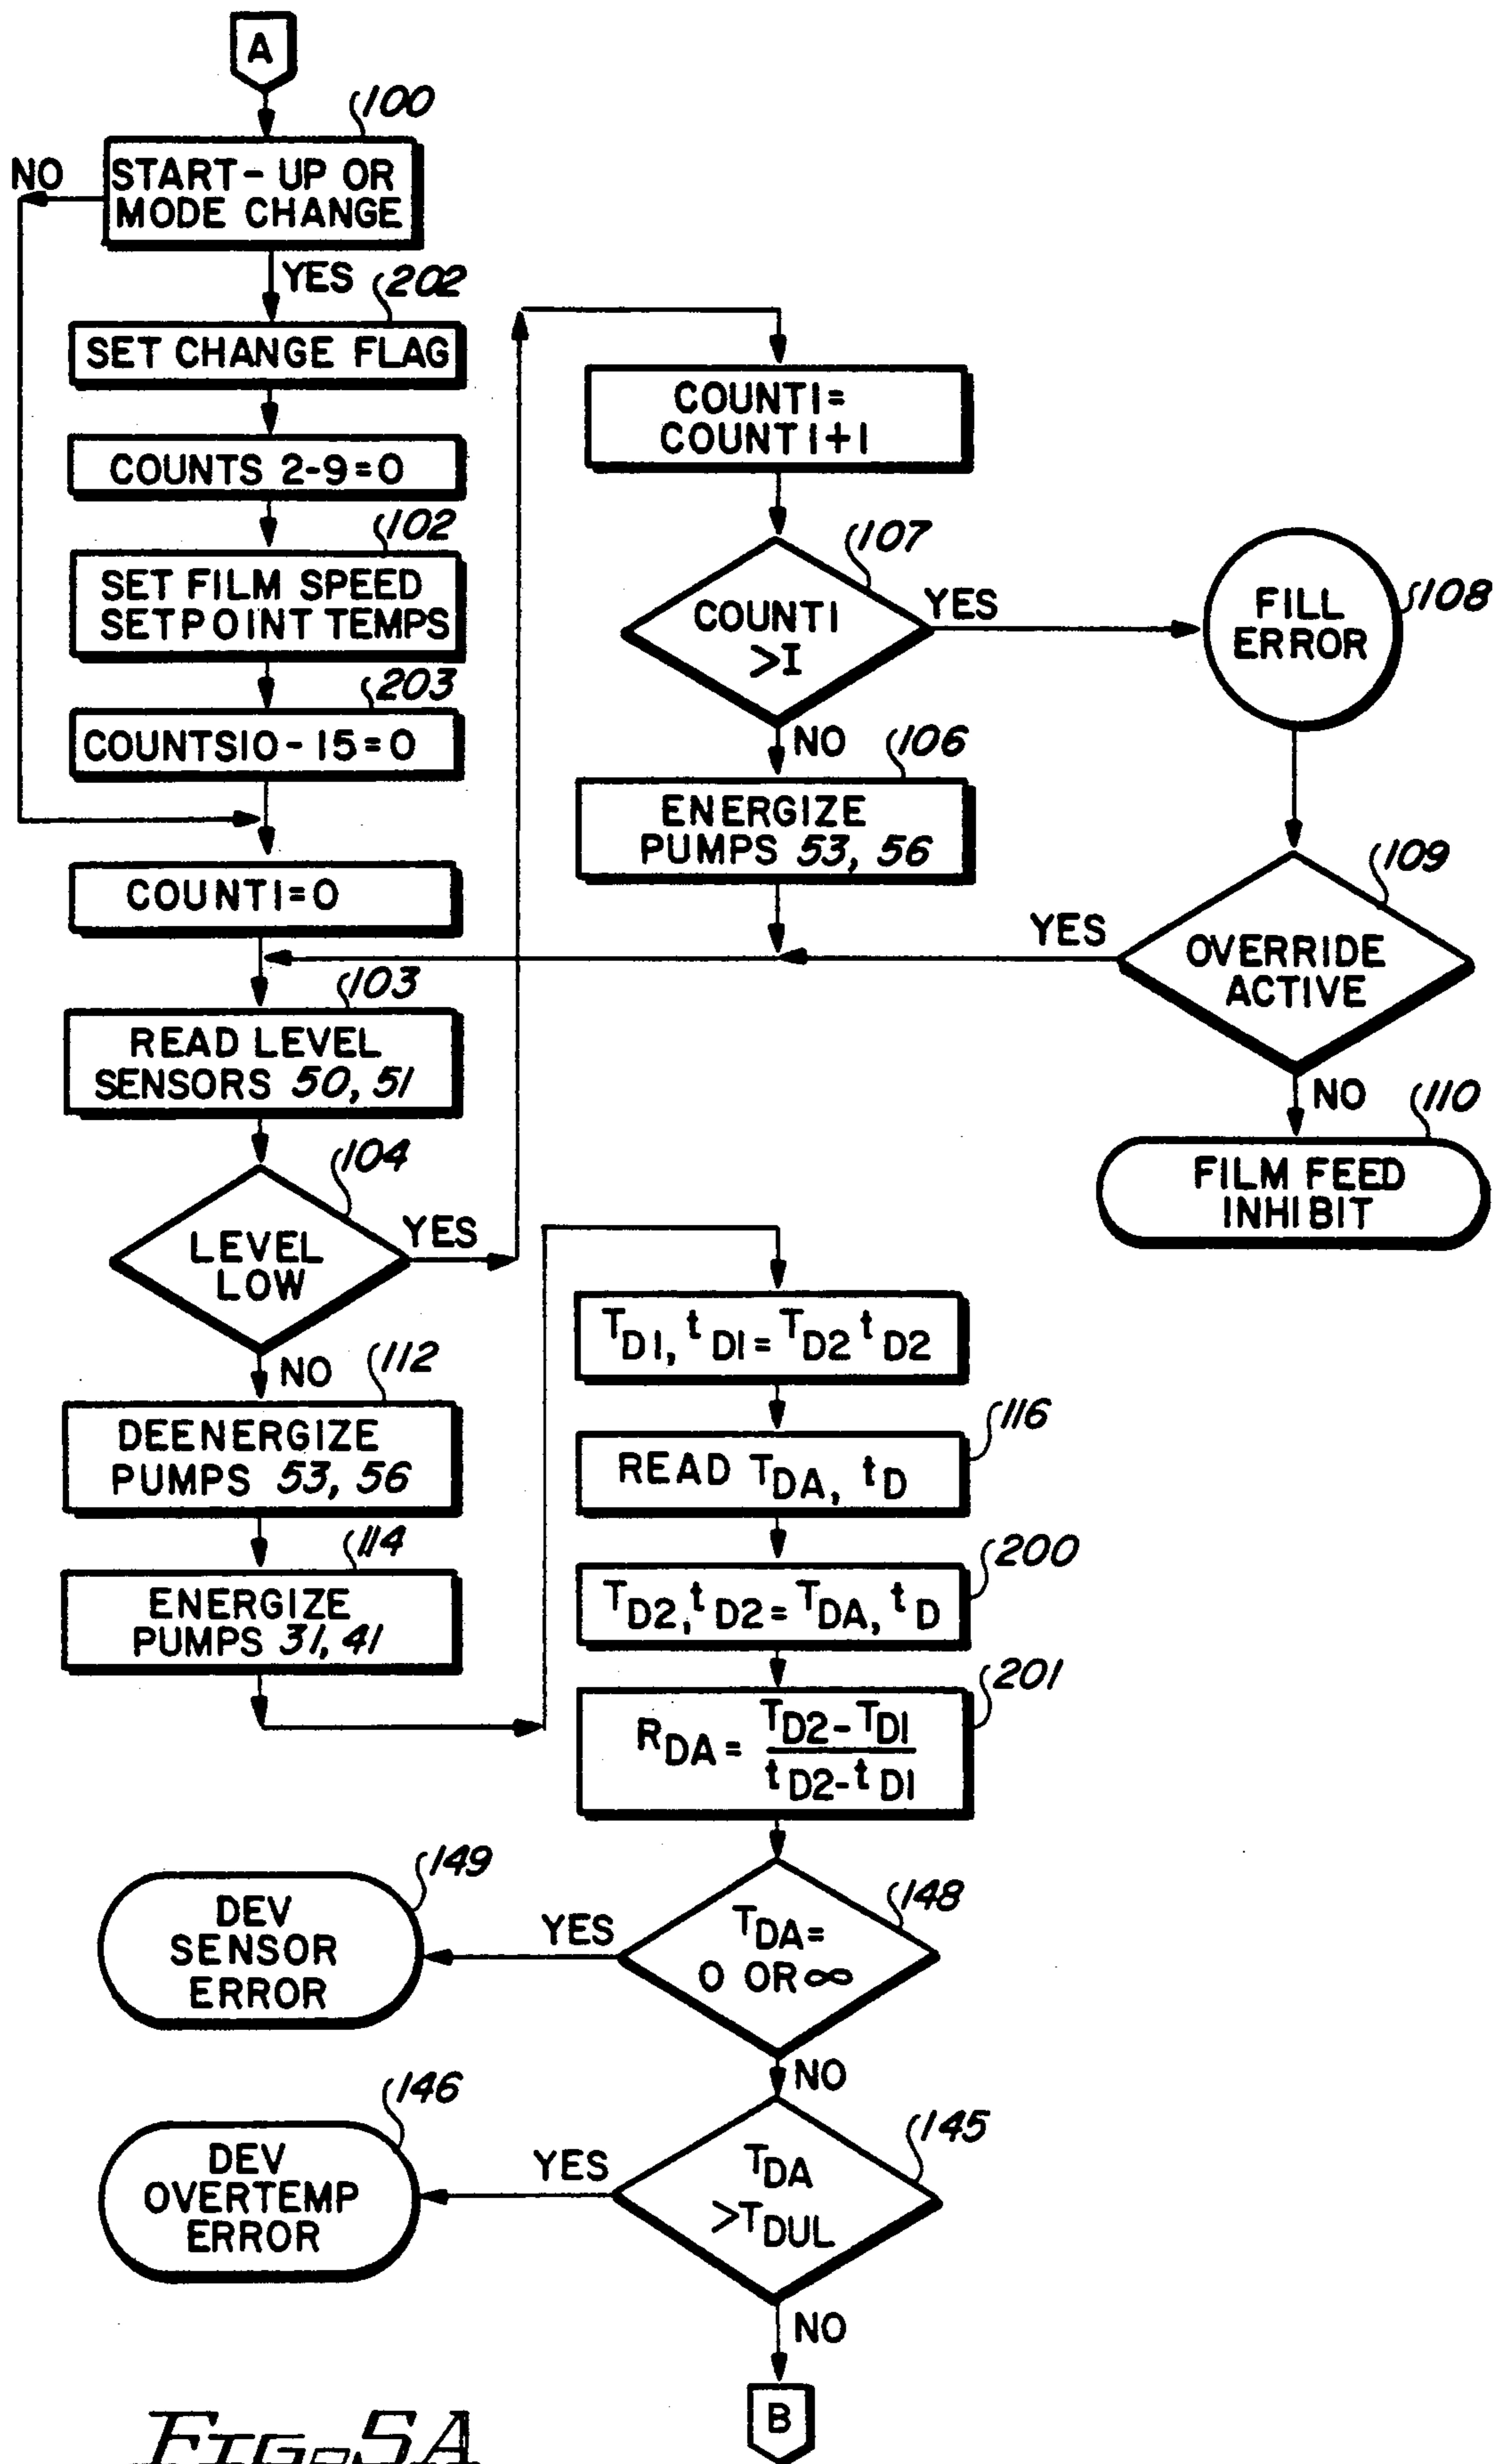 A
100
NO
START-UP OR
MODE CHANGE
YES
202
SET CHANGE FLAG
COUNTS 2-9=0
102
SET FILM SPEED
SETPOINT TEMPS
203
COUNTS10-15=0
COUNT1=0
103
READ LEVEL
SENSORS 50, 51
104
LEVEL
LOW
YES
NO
112
DEENERGIZE
PUMPS 53, 56
114
ENERGIZE
PUMPS 31, 41
COUNT1=
COUNT1+1
107
COUNT1
>I
YES
NO
106
ENERGIZE
PUMPS 53, 56
FILL
ERROR
108
109
OVERRIDE
ACTIVE
YES
NO
110
FILM FEED
INHIBIT
TD1, tD1=TD2 tD2
116
READ TDA, tD
200
TD2, tD2=TDA, tD
201
RDA= TD2-TD1
tD2-tD1
148
TDA=
0 OR ∞
YES
149
DEV
SENSOR
ERROR
NO
145
TDA
>TDUL
YES
146
DEV
OVERTEMP
ERROR
NO
B
FIG. 5A